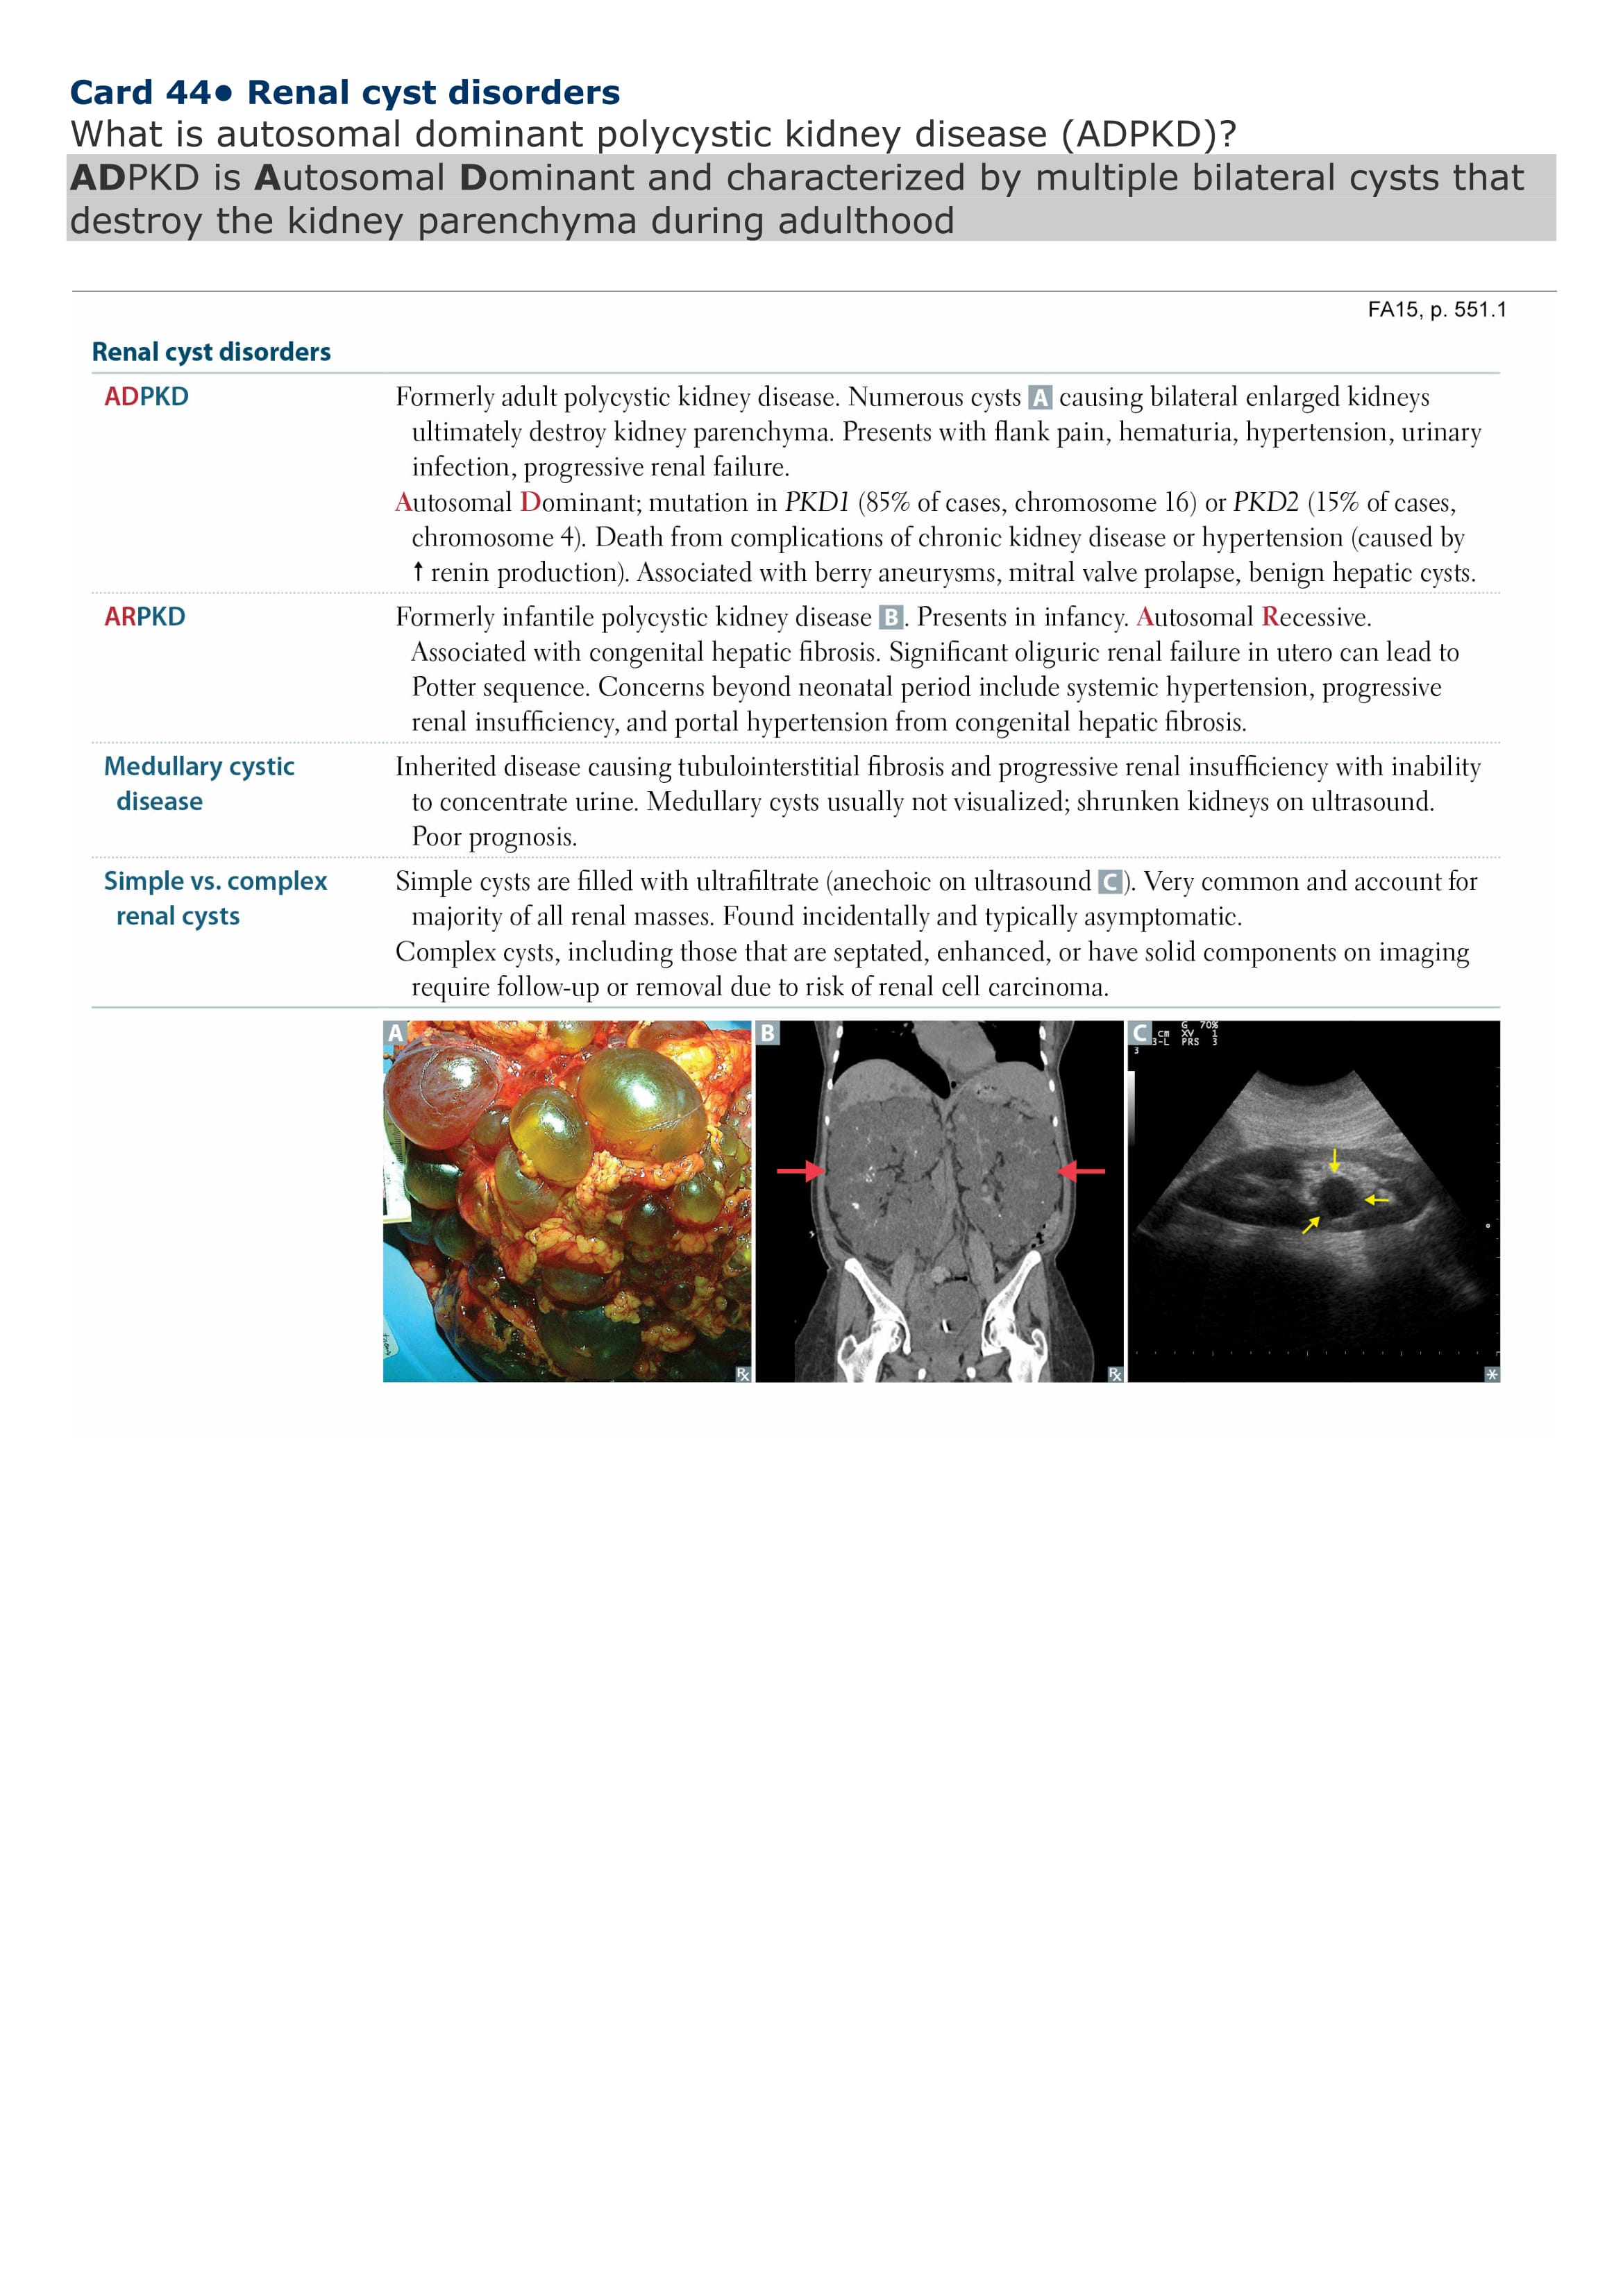 Card 44● Renal cyst disorders
What is autosomal dominant polycystic kidney disease (ADPKD)?
ADPKD is Autosomal Dominant and characterized by multiple bilateral cysts that
destroy the kidney parenchyma during adulthood
FA15, p. 551.1
Renal cyst disorders
ADPKD
Formerly adult polycystic kidney disease. Numerous cysts A causing bilateral enlarged kidneys
ultimately destroy kidney parenchyma. Presents with flank pain, hematuria, hypertension, urinary
infection, progressive renal failure.
Autosomal Dominant; mutation in PKD1 (85% of cases, chromosome 16) or PKD2 (15% of cases,
chromosome 4). Death from complications of chronic kidney disease or hypertension (caused by
↑ renin production). Associated with berry aneurysms, mitral valve prolapse, benign hepatic cysts.
ARPKD
Formerly infantile polycystic kidney disease B. Presents in infancy. Autosomal Recessive.
Associated with congenital hepatic fibrosis. Significant oliguric renal failure in utero can lead to
Potter sequence. Concerns beyond neonatal period include systemic hypertension, progressive
renal insufficiency, and portal hypertension from congenital hepatic fibrosis.
Medullary cystic
disease
Inherited disease causing tubulointerstitial fibrosis and progressive renal insufficiency with inability
to concentrate urine. Medullary cysts usually not visualized; shrunken kidneys on ultrasound.
Poor prognosis.
Simple vs. complex
renal cysts
Simple cysts are filled with ultrafiltrate (anechoic on ultrasound C). Very common and account for
majority of all renal masses. Found incidentally and typically asymptomatic.
Complex cysts, including those that are septated, enhanced, or have solid components on imaging
require follow-up or removal due to risk of renal cell carcinoma.
A
B
C
G 70%
cm XV 1
3-L PRS 3
3
℞
℞
*